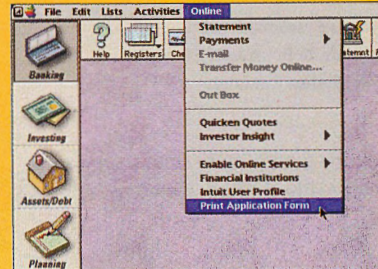 File Edit Lists Activities Online
Help Registers
Banking
Investing
Assets/Debt
Planning
Statement
Payments
E-mail
Transfer Money Online...
Out Box
Quicken Quotes
Investor Insight
Enable Online Services
Financial Institutions
Intuit User Profile
Print Application Form